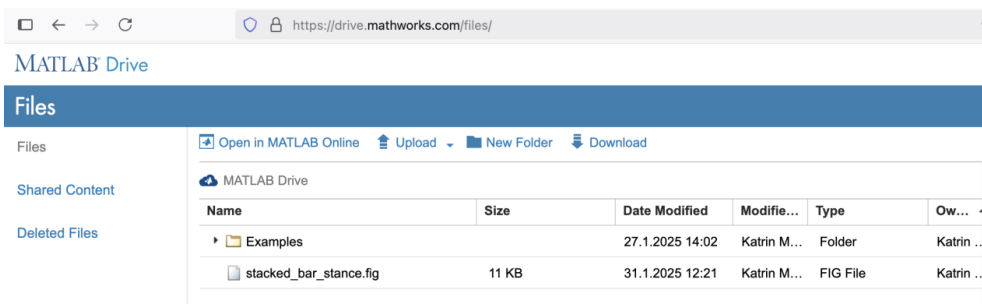 https://drive.mathworks.com/files/
MATLAB® Drive
Files
Files
Shared Content
Deleted Files
Open in MATLAB Online Upload New Folder Download
MATLAB Drive
Name Size Date Modified Modifie... Type Ow...
Examples 27.1.2025 14:02 Katrin M... Folder Katrin ...
stacked_bar_stance.fig 11 KB 31.1.2025 12:21 Katrin M... FIG File Katrin ...